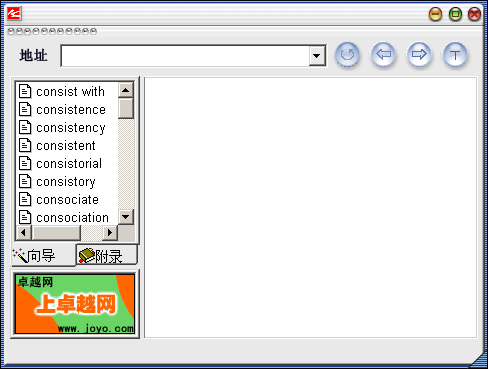 地址
consist with
consistence
consistency
consistent
consistorial
consistory
consociate
consociation
向导
附录
卓越网
上卓越网
www.joyo.com